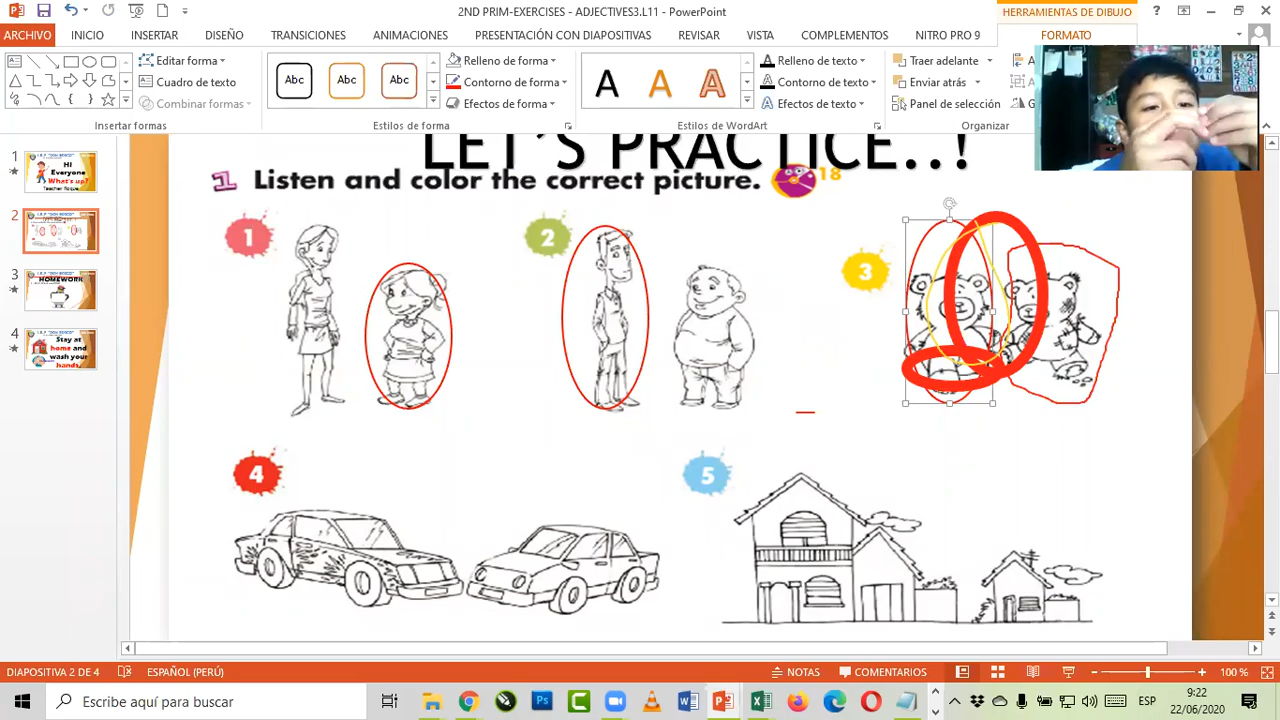 2ND PRIM-EXERCISES - ADJECTIVES3.L11 - PowerPoint
HERRAMIENTAS DE DIBUJO
ARCHIVO INICIO INSERTAR DISEÑO TRANSICIONES ANIMACIONES PRESENTACIÓN CON DIAPOSITIVAS REVISAR VISTA COMPLEMENTOS NITRO PRO 9 FORMATO
Editar forma
Cuadro de texto
Combinar formas
Insertar formas
Abc Abc Abc
Relleno de forma
Contorno de forma
Efectos de forma
Estilos de forma
A A A
Relleno de texto
Contorno de texto
Efectos de texto
Estilos de WordArt
Traer adelante
Enviar atrás
Panel de selección
Organizar
1
HI
Everyone
What's up?
Teacher Roque
2
3
HOMEWORK
4
Stay at
home and
wash your
hands.
LET´S PRACTICE..!
1 Listen and color the correct picture. 18
1
2
3
4
5
DIAPOSITIVA 2 DE 4 ESPAÑOL (PERÚ) NOTAS COMENTARIOS 100 %
Escribe aquí para buscar
ESP
9:22
22/06/2020